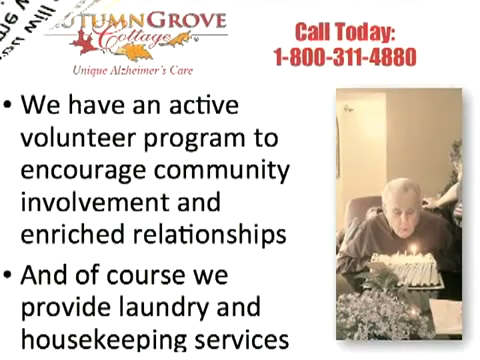 UTUMNGROVE
Cottage
Unique Alzheimer's Care
Call Today:
1-800-311-4880
• We have an active
volunteer program to
encourage community
involvement and
enriched relationships
• And of course we
provide laundry and
housekeeping services